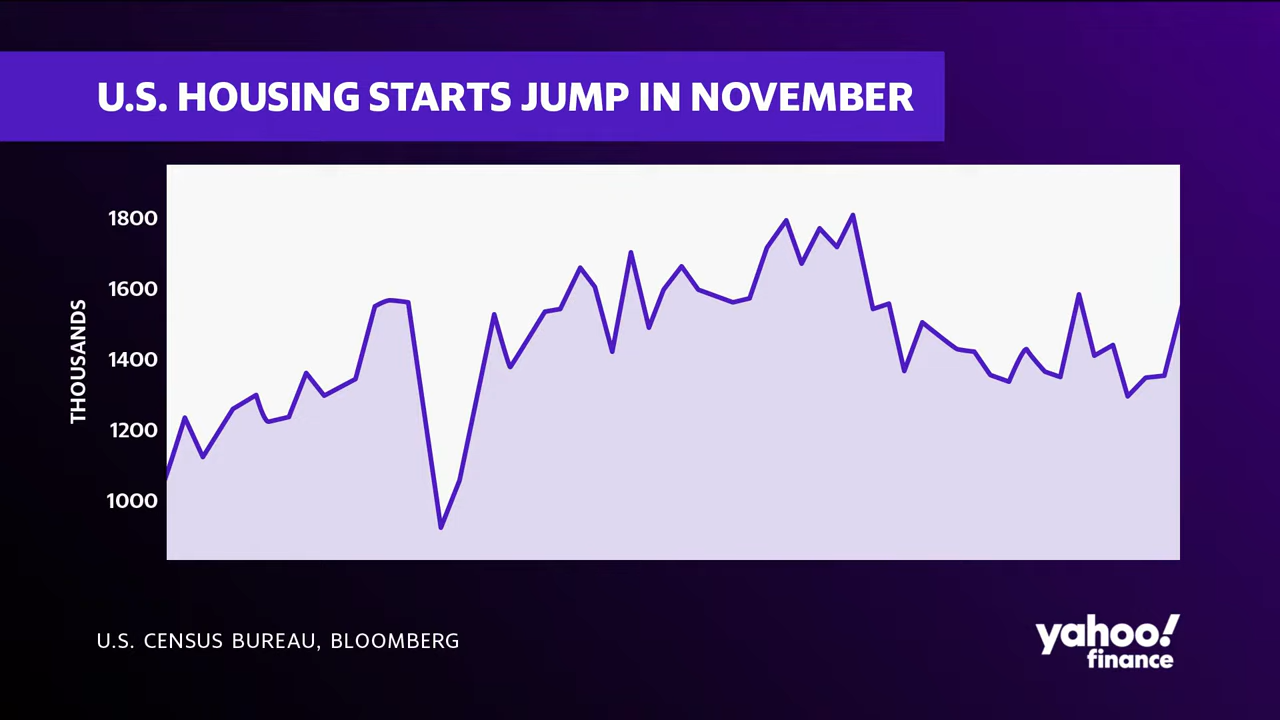 U.S. HOUSING STARTS JUMP IN NOVEMBER
1800
1600
1400
1200
1000
THOUSANDS
U.S. CENSUS BUREAU, BLOOMBERG
yahoo!
finance